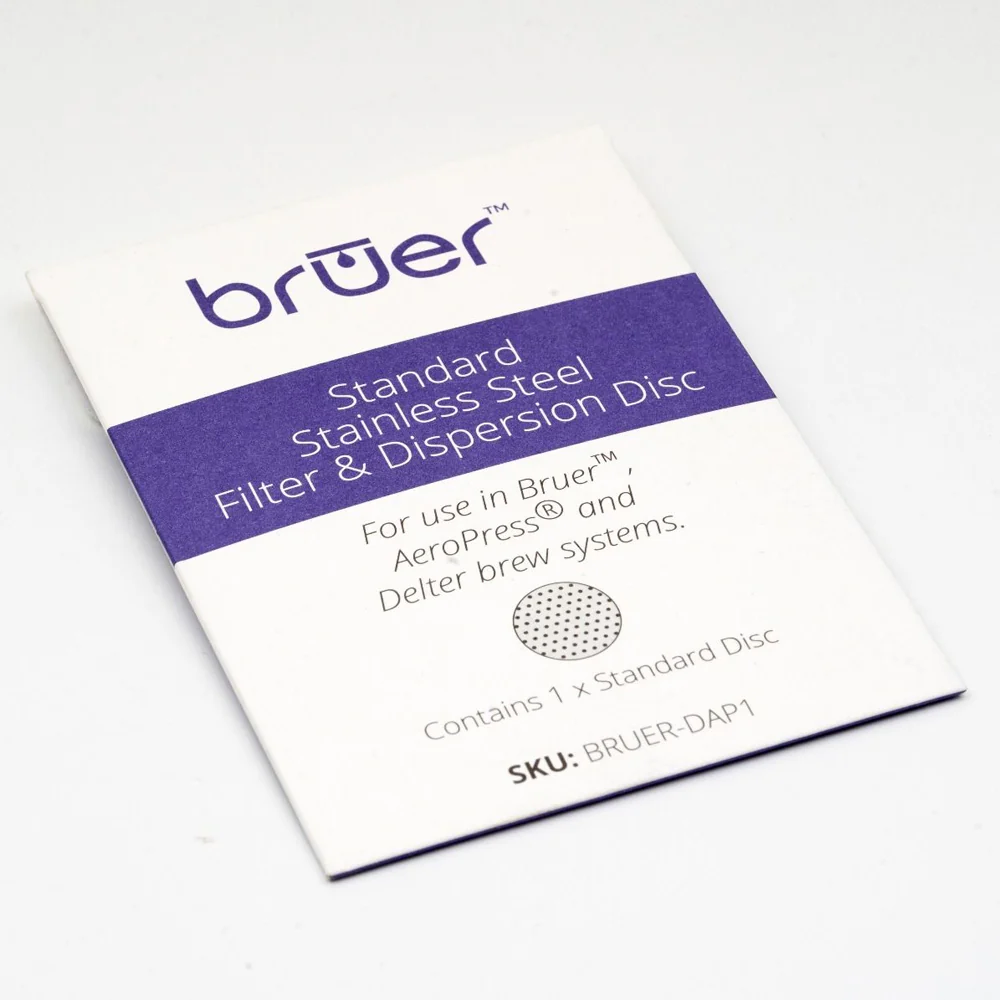 bruer™
Standard
Stainless Steel
Filter & Dispersion Disc
For use in Bruer™,
AeroPress® and
Delter brew systems.
Contains 1 x Standard Disc
SKU: BRUER-DAP1